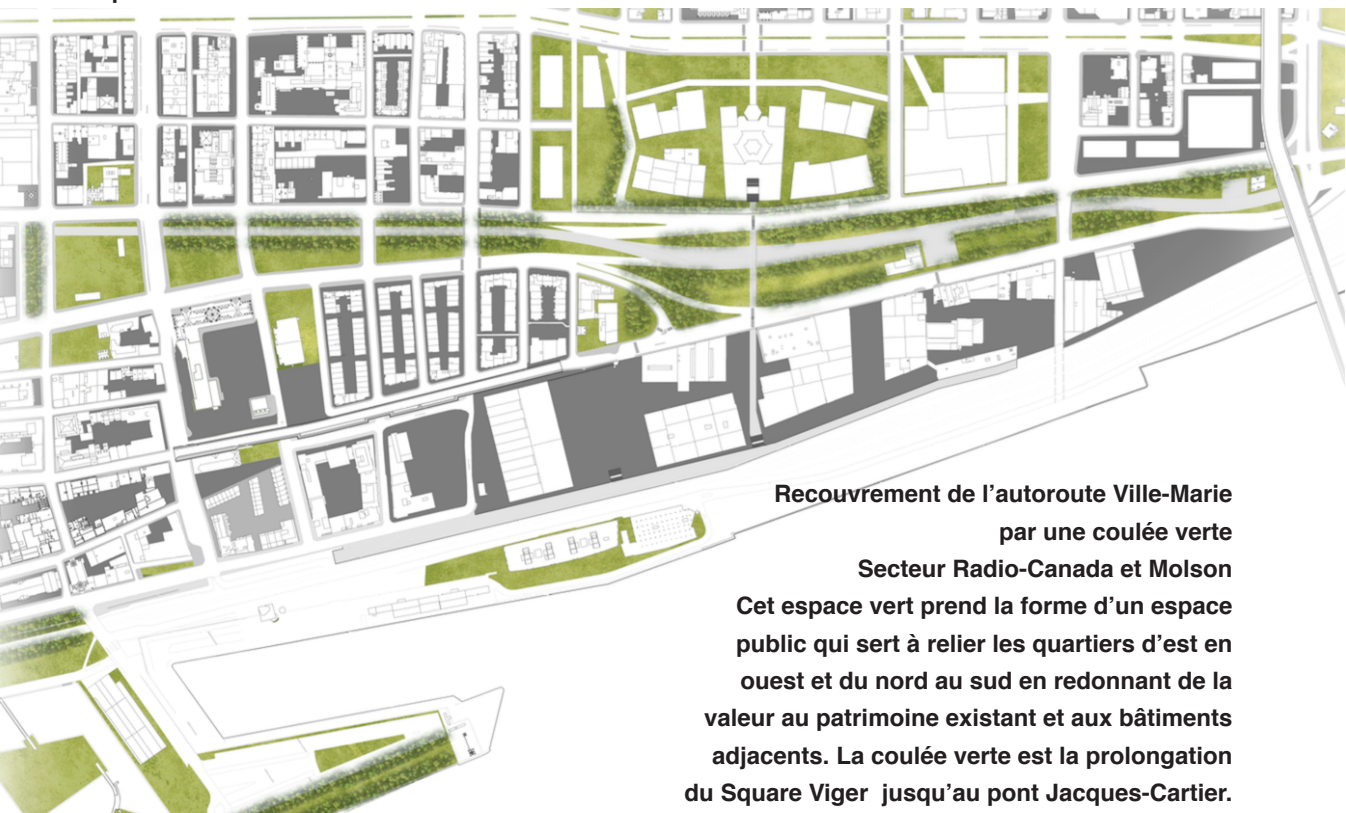 Recouvrement de l'autoroute Ville-Marie
par une coulée verte
Secteur Radio-Canada et Molson
Cet espace vert prend la forme d'un espace
public qui sert à relier les quartiers d'est en
ouest et du nord au sud en redonnant de la
valeur au patrimoine existant et aux bâtiments
adjacents. La coulée verte est la prolongation
du Square Viger  jusqu'au pont Jacques-Cartier.